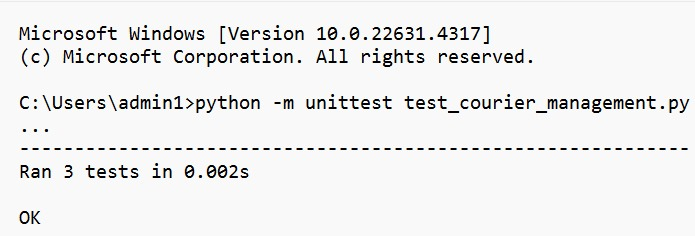 Microsoft Windows [Version 10.0.22631.4317]
(c) Microsoft Corporation. All rights reserved.
C:\Users\admin1>python -m unittest test_courier_management.py
...
--------------------------------------------------------------
Ran 3 tests in 0.002s
OK